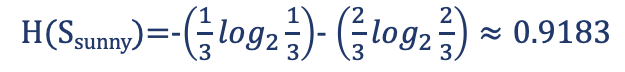 H(S_sunny)=-(1/3 log_2 1/3)- (2/3 log_2 2/3) ≈ 0.9183